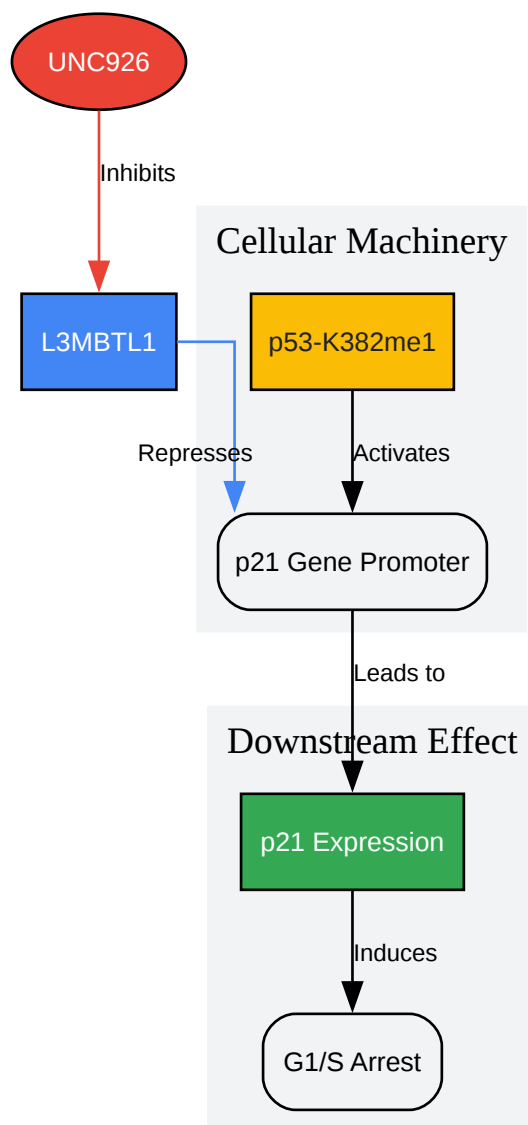 UNC926
Inhibits
Cellular Machinery
L3MBTL1
p53-K382me1
Represses
Activates
p21 Gene Promoter
Leads to
Downstream Effect
p21 Expression
Induces
G1/S Arrest